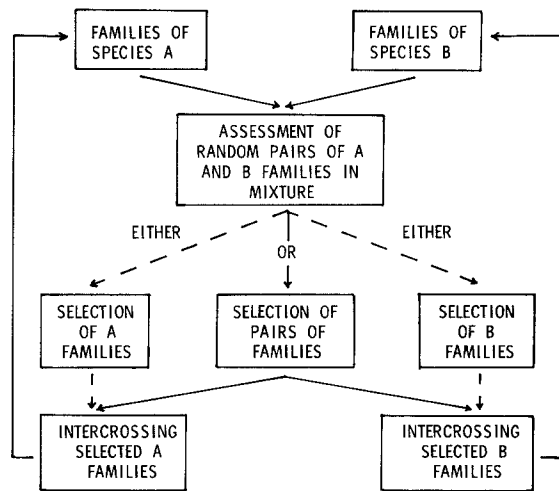 FAMILIES OF
SPECIES A
FAMILIES OF
SPECIES B
ASSESSMENT OF
RANDOM PAIRS OF A
AND B FAMILIES IN
MIXTURE
EITHER
OR
EITHER
SELECTION
OF A
FAMILIES
SELECTION OF
PAIRS OF
FAMILIES
SELECTION
OF B
FAMILIES
INTERCROSSING
SELECTED A
FAMILIES
INTERCROSSING
SELECTED B
FAMILIES